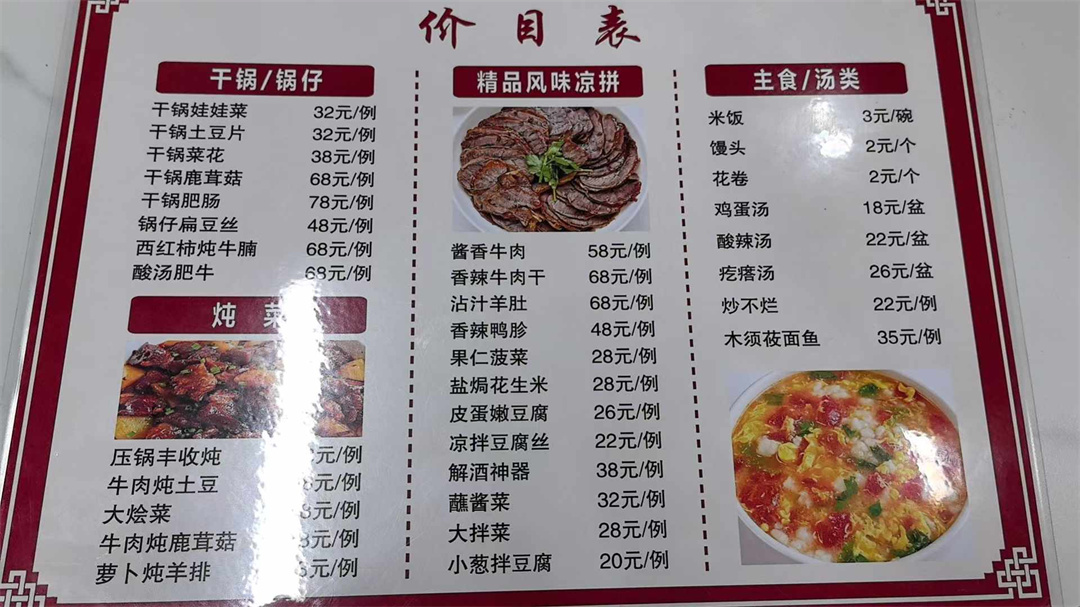 价目表
干锅/锅仔
干锅娃娃菜 32元/例
干锅土豆片 32元/例
干锅菜花 38元/例
干锅鹿茸菇 68元/例
干锅肥肠 78元/例
锅仔扁豆丝 48元/例
西红柿炖牛腩 68元/例
酸汤肥牛 68元/例
炖菜
压锅丰收炖 元/例
牛肉炖土豆 元/例
大烩菜 元/例
牛肉炖鹿茸菇 元/例
萝卜炖羊排 元/例
精品风味凉拼
酱香牛肉 58元/例
香辣牛肉干 68元/例
沾汁羊肚 68元/例
香辣鸭胗 48元/例
果仁菠菜 28元/例
盐焗花生米 28元/例
皮蛋嫩豆腐 26元/例
凉拌豆腐丝 22元/例
解酒神器 38元/例
蘸酱菜 32元/例
大拌菜 28元/例
小葱拌豆腐 20元/例
主食/汤类
米饭 3元/碗
馒头 2元/个
花卷 2元/个
鸡蛋汤 18元/盆
酸辣汤 22元/盆
疙瘩汤 26元/盆
炒不烂 22元/例
木须莜面鱼 35元/例